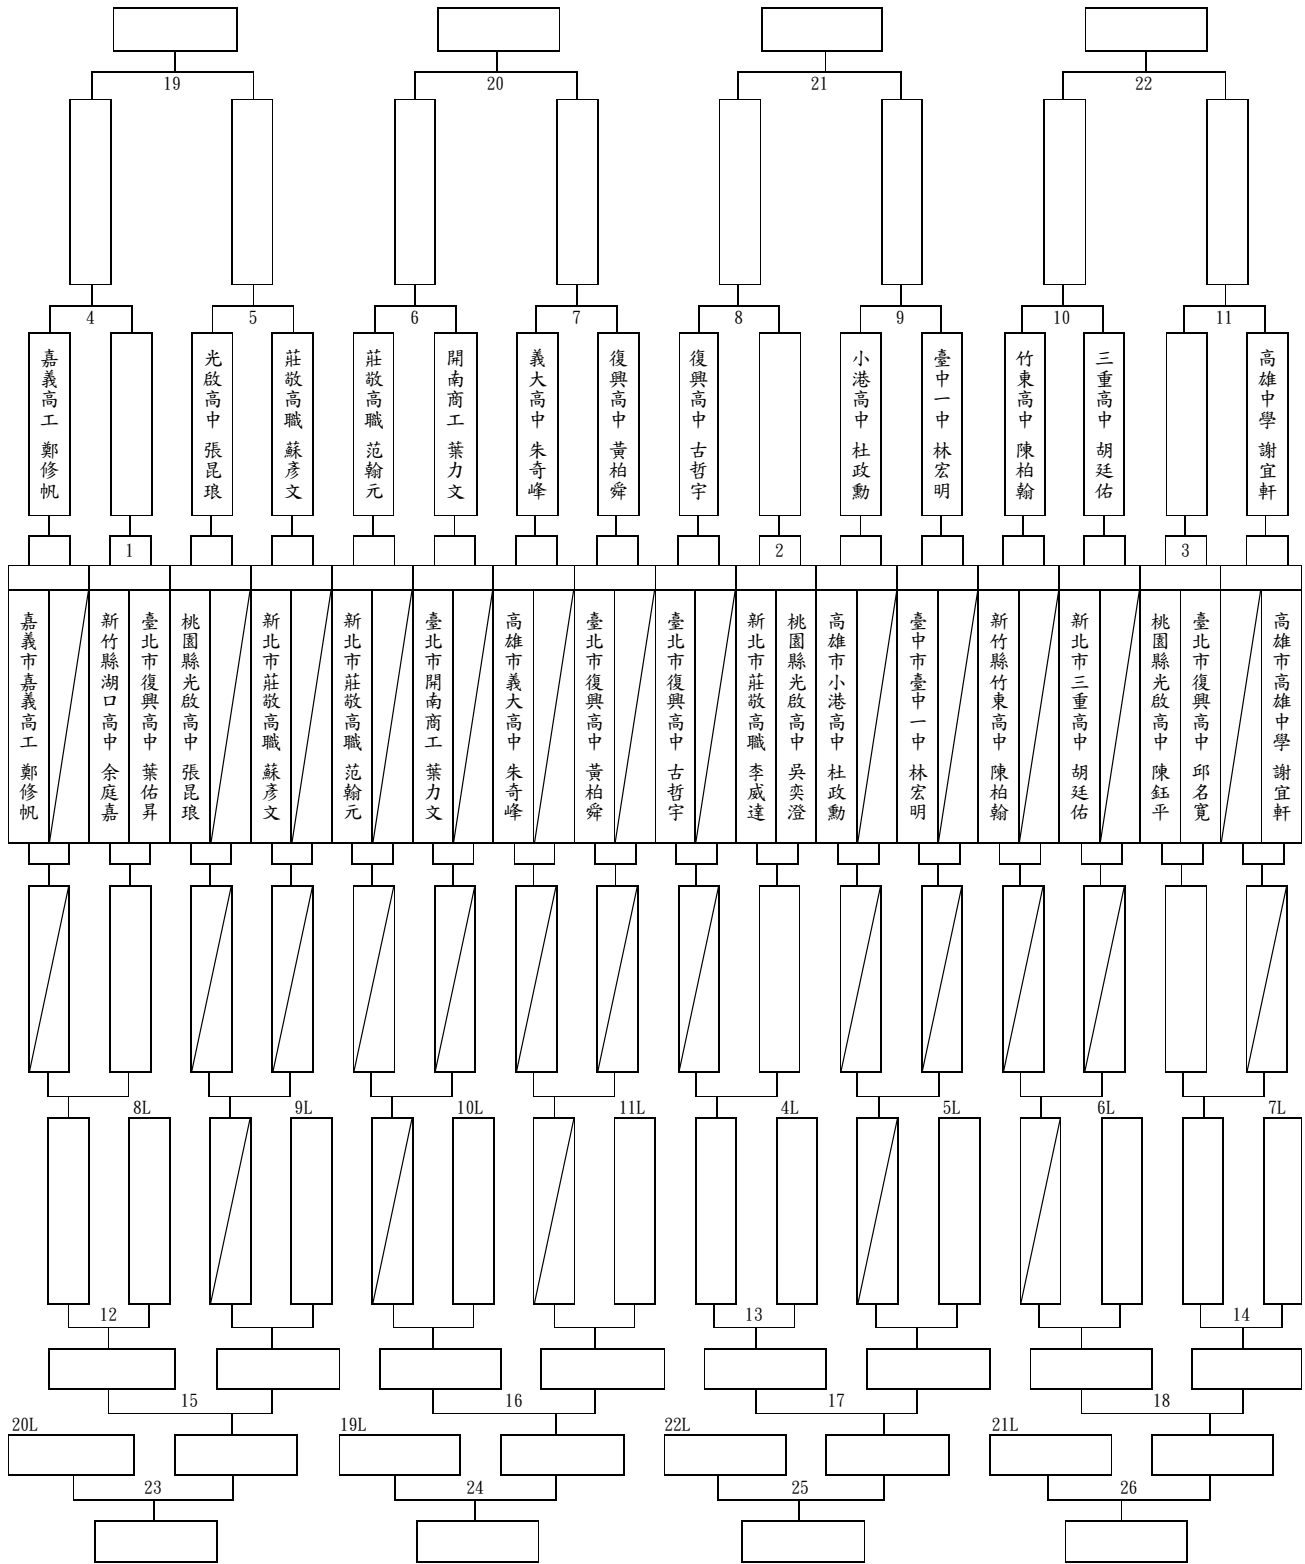 19
20
21
22
4
5
6
7
8
9
10
11
嘉義高工 鄭修帆
光啟高中 張昆琅
莊敬高職 蘇彥文
莊敬高職 范翰元
開南商工 葉力文
義大高中 朱奇峰
復興高中 黃柏舜
復興高中 古哲宇
小港高中 杜政勳
臺中一中 林宏明
竹東高中 陳柏翰
三重高中 胡廷佑
高雄中學 謝宜軒
1
2
3
嘉義市嘉義高工 鄭修帆
新竹縣湖口高中 余庭嘉
臺北市復興高中 葉佑昇
桃園縣光啟高中 張昆琅
新北市莊敬高職 蘇彥文
新北市莊敬高職 范翰元
臺北市開南商工 葉力文
高雄市義大高中 朱奇峰
臺北市復興高中 黃柏舜
臺北市復興高中 古哲宇
新北市莊敬高職 李威達
桃園縣光啟高中 吳奕澄
高雄市小港高中 杜政勳
臺中市臺中一中 林宏明
新竹縣竹東高中 陳柏翰
新北市三重高中 胡廷佑
桃園縣光啟高中 陳鈺平
臺北市復興高中 邱名寬
高雄市高雄中學 謝宜軒
8L
9L
10L
11L
4L
5L
6L
7L
12
13
14
15
16
17
18
20L
19L
22L
21L
23
24
25
26